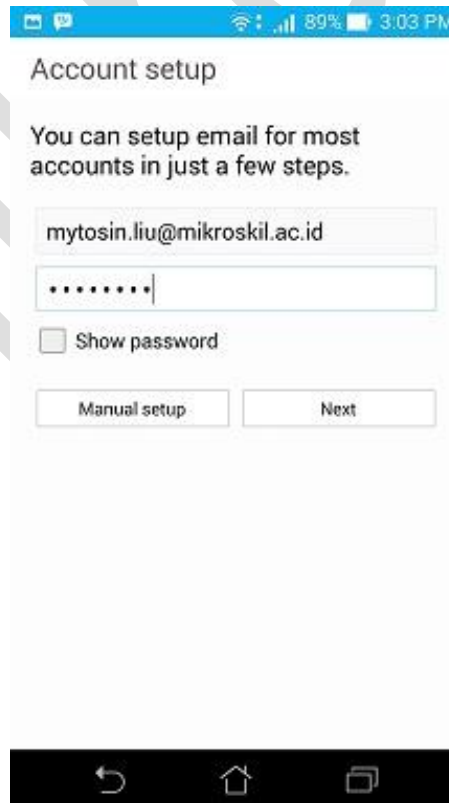 89% 3:03 PM
Account setup
You can setup email for most
accounts in just a few steps.
mytosin.liu@mikroskil.ac.id
••••••••
Show password
Manual setup Next